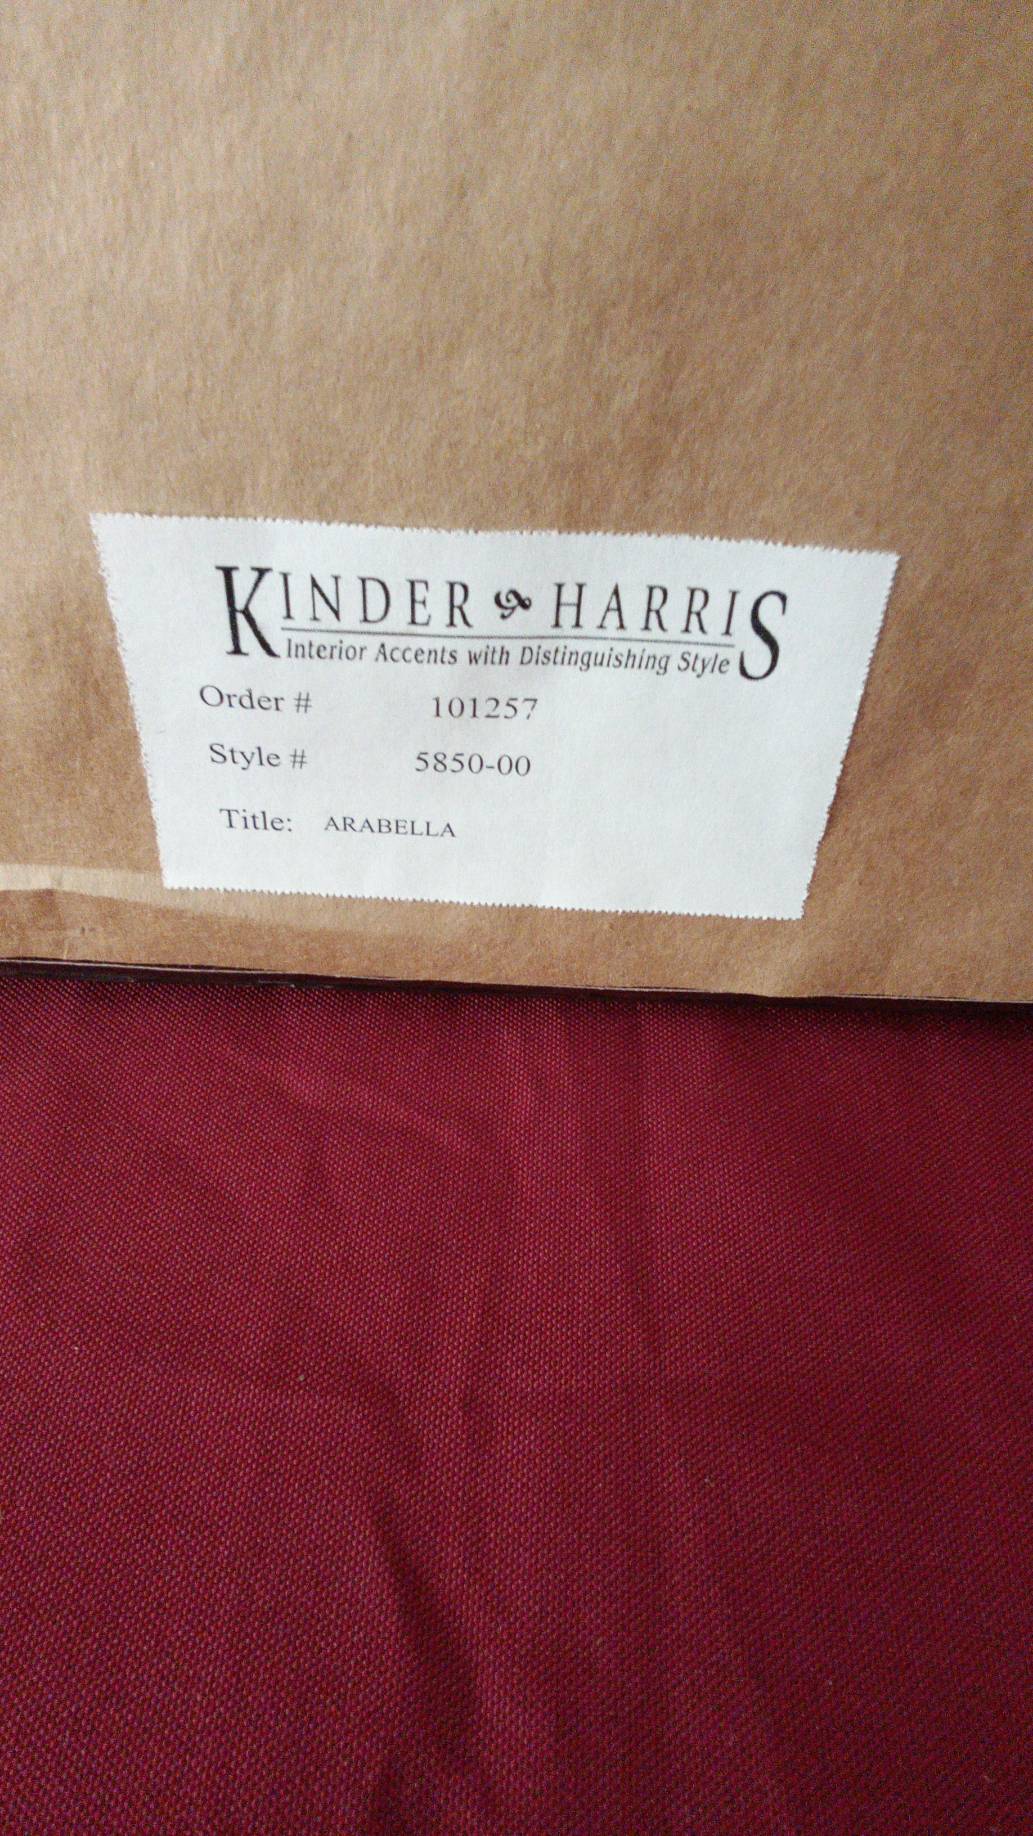 KINDER HARRIS
Interior Accents with Distinguishing Style
Order # 101257
Style # 5850-00
Title: ARABELLA